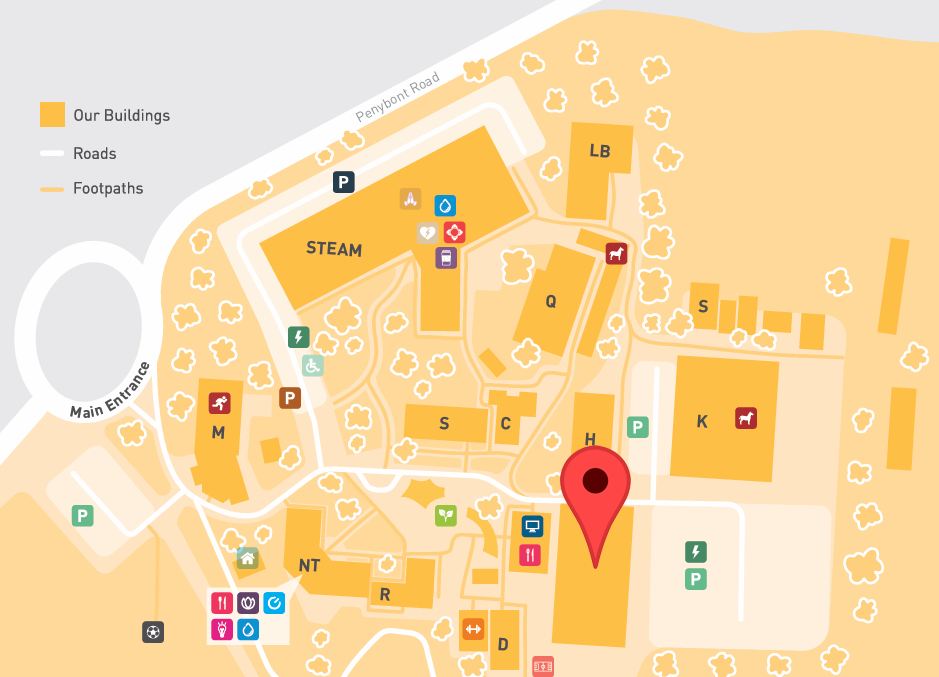 Penybont Road
Our Buildings
Roads
Footpaths
P
LB
STEAM
Q
S
Main Entrance
P
M
S
C
H
P
K
P
NT
R
P
D